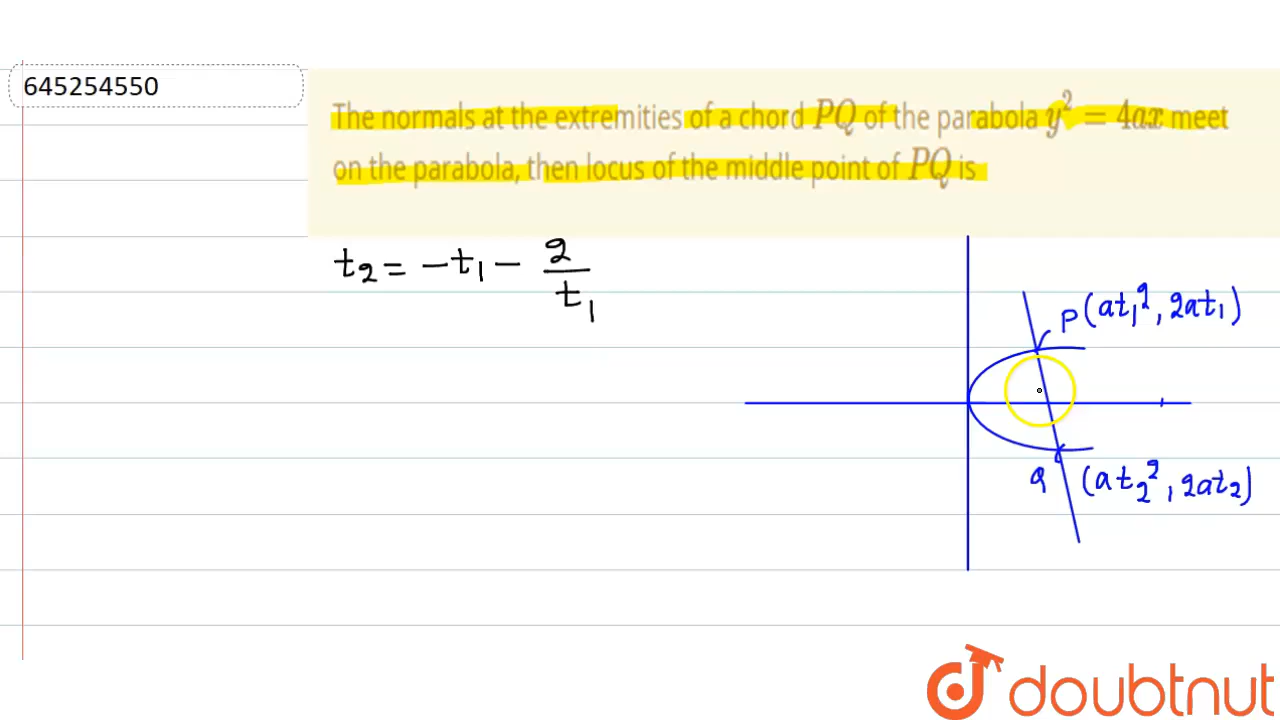 645254550
The normals at the extremities of a chord PQ of the parabola y² = 4ax meet
on the parabola, then locus of the middle point of PQ is
t₂ = −t₁ − 2/t₁
P(at₁², 2at₁)
Q (at₂², 2at₂)
doubtnut